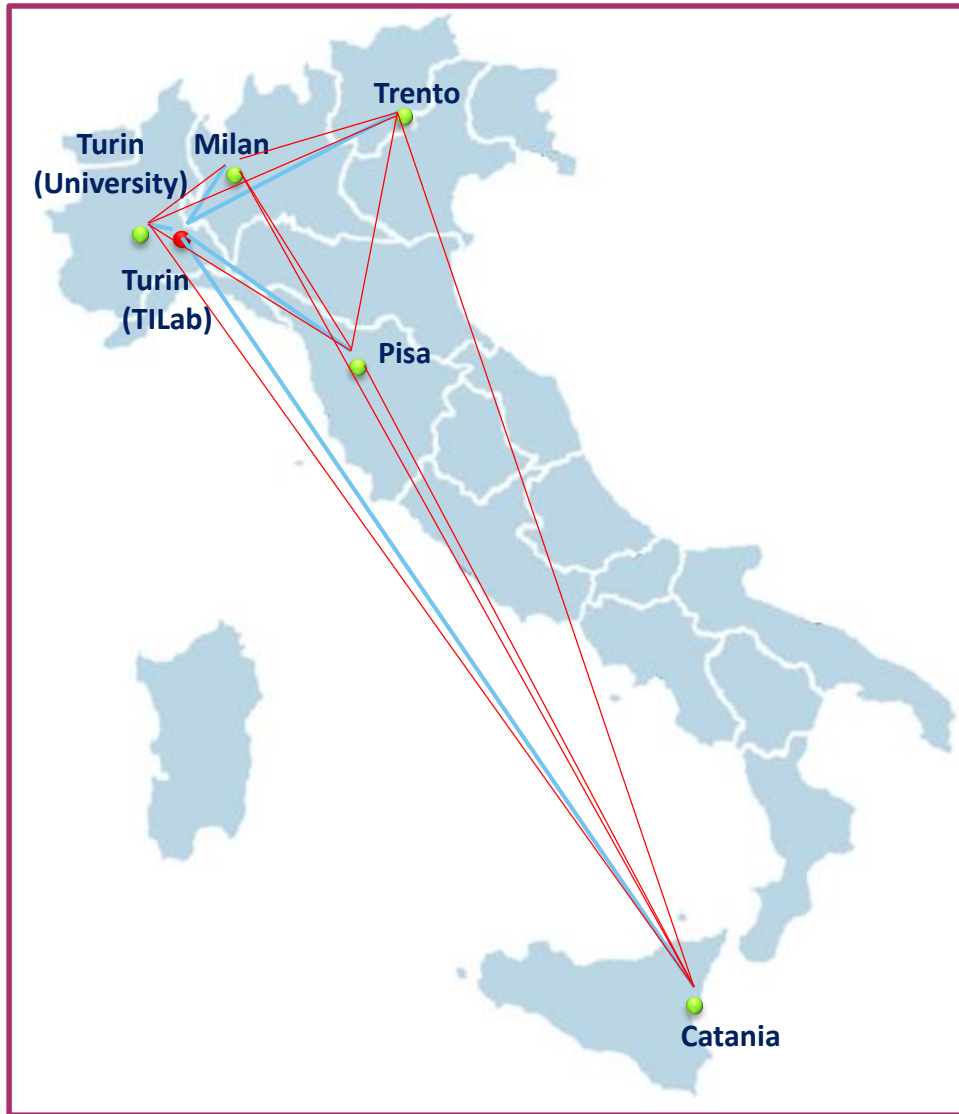 Trento
Turin
(University)
Milan
Turin
(TILab)
Pisa
Catania